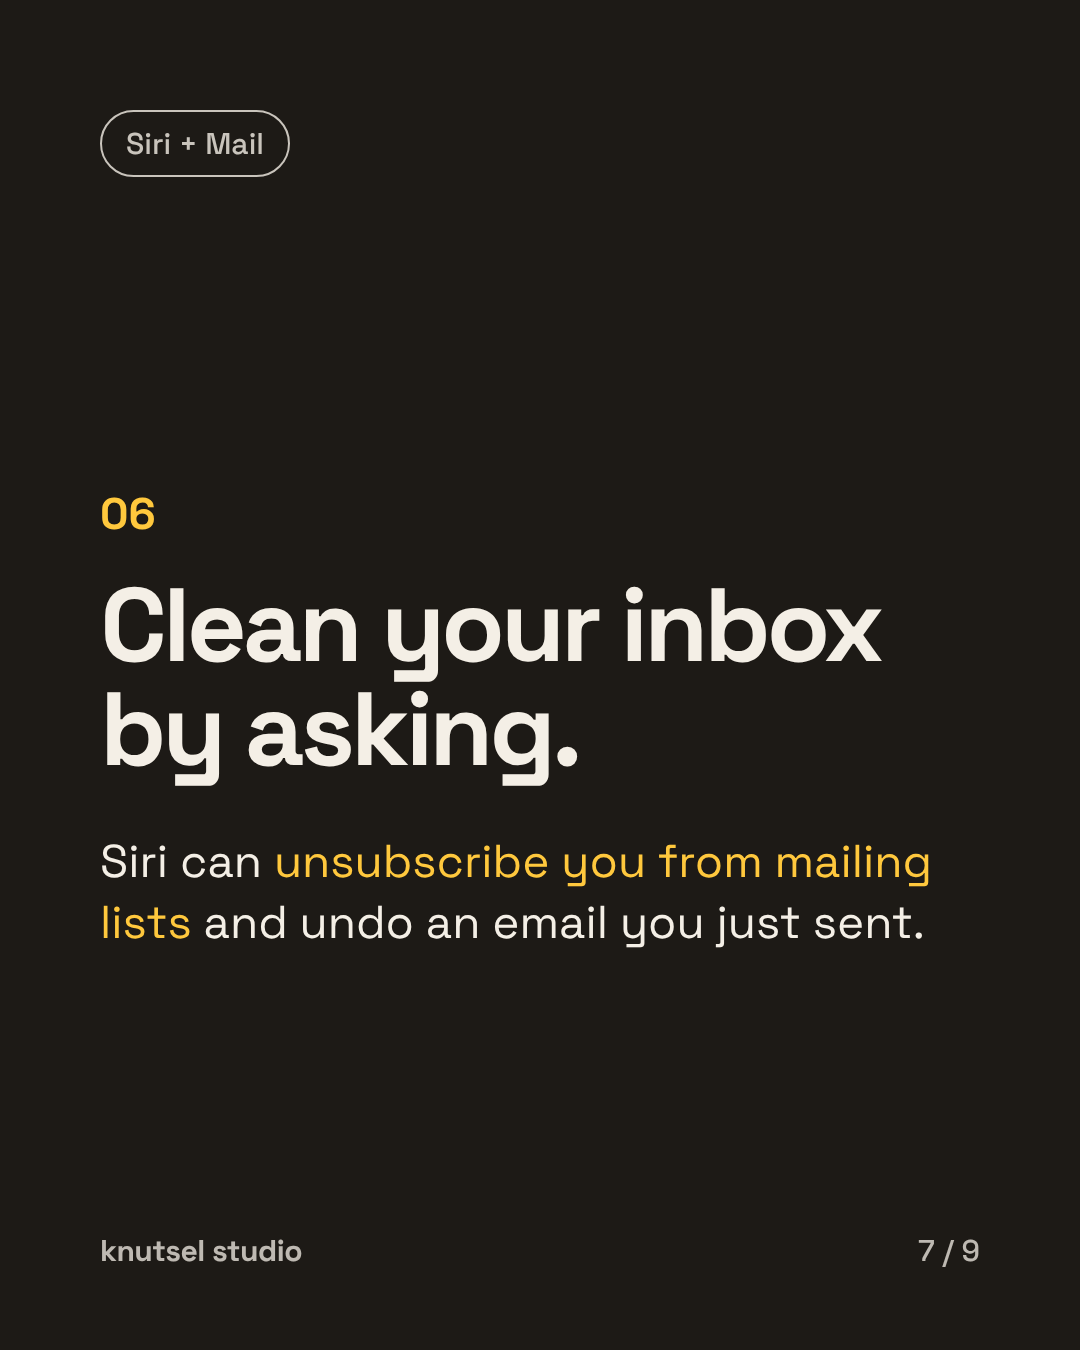 Siri + Mail
06
Clean your inbox
by asking.
Siri can unsubscribe you from mailing
lists and undo an email you just sent.
knutsel studio
7 / 9